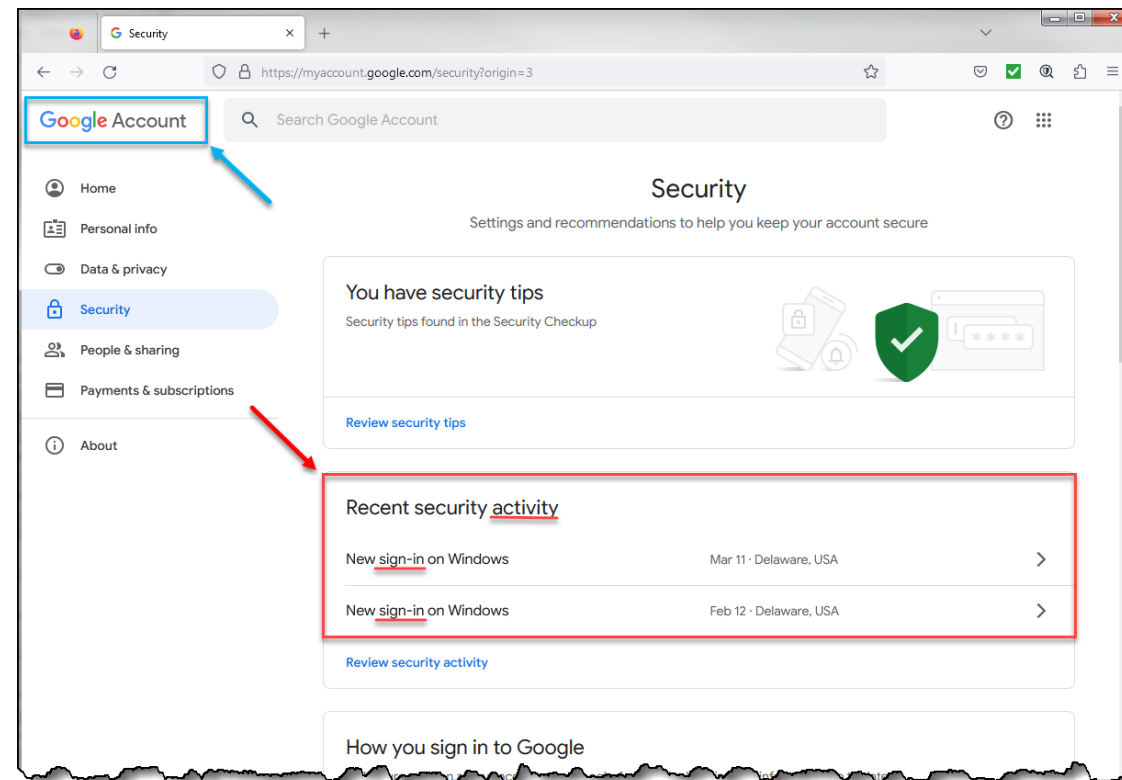 Security
https://myaccount.google.com/security?origin=3
Google Account
Search Google Account
Home
Personal info
Data & privacy
Security
People & sharing
Payments & subscriptions
About
Security
Settings and recommendations to help you keep your account secure
You have security tips
Security tips found in the Security Checkup
* * * *
Review security tips
Recent security activity
New sign-in on Windows Mar 11 · Delaware, USA
New sign-in on Windows Feb 12 · Delaware, USA
Review security activity
How you sign in to Google